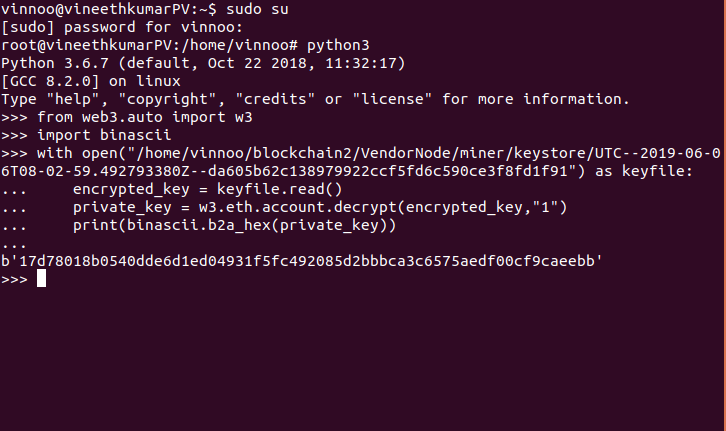 vinnoo@vineethkumarPV:~$ sudo su
[sudo] password for vinnoo:
root@vineethkumarPV:/home/vinnoo# python3
Python 3.6.7 (default, Oct 22 2018, 11:32:17)
[GCC 8.2.0] on linux
Type "help", "copyright", "credits" or "license" for more information.
>>> from web3.auto import w3
>>> import binascii
>>> with open("/home/vinnoo/blockchain2/VendorNode/miner/keystore/UTC--2019-06-0
6T08-02-59.492793380Z--da605b62c138979922ccf5fd6c590ce3f8fd1f91") as keyfile:
...     encrypted_key = keyfile.read()
...     private_key = w3.eth.account.decrypt(encrypted_key,"1")
...     print(binascii.b2a_hex(private_key))
...
b'17d78018b0540dde6d1ed04931f5fc492085d2bbbca3c6575aedf00cf9caeebb'
>>>